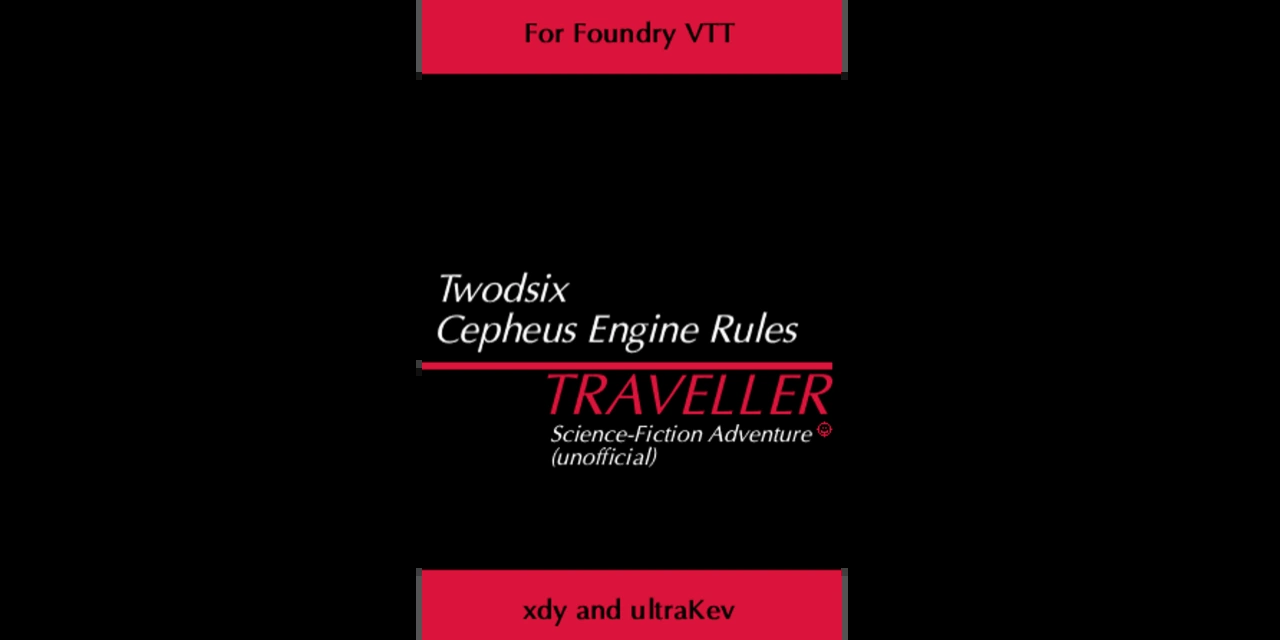 For Foundry VTT
Twodsix
Cepheus Engine Rules
TRAVELLER
Science-Fiction Adventure
(unofficial)
xdy and ultraKev